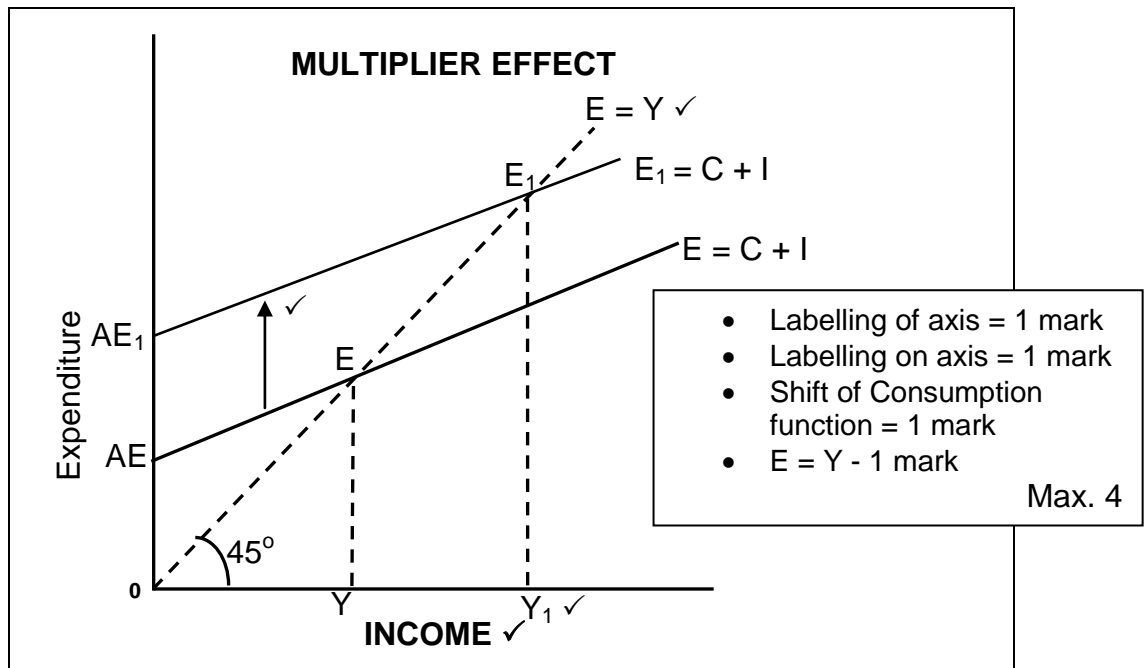 MULTIPLIER EFFECT
E = Y ✓
E₁ = C + I
E₁
E = C + I
✓
AE₁
E
AE
Expenditure
45°
0
Y
Y₁ ✓
INCOME ✓
• Labelling of axis = 1 mark
• Labelling on axis = 1 mark
• Shift of Consumption
function = 1 mark
• E = Y - 1 mark
Max. 4